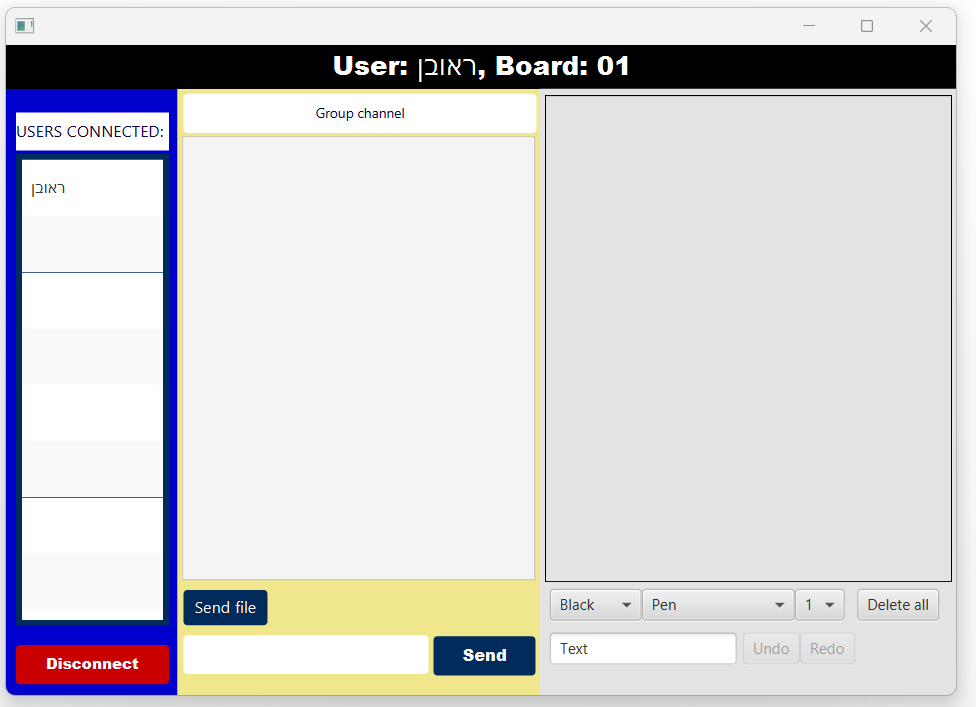 User: ראובן, Board: 01
USERS CONNECTED:
ראובן
Disconnect
Group channel
Send file
Send
Black
Pen
1
Delete all
Text
Undo
Redo